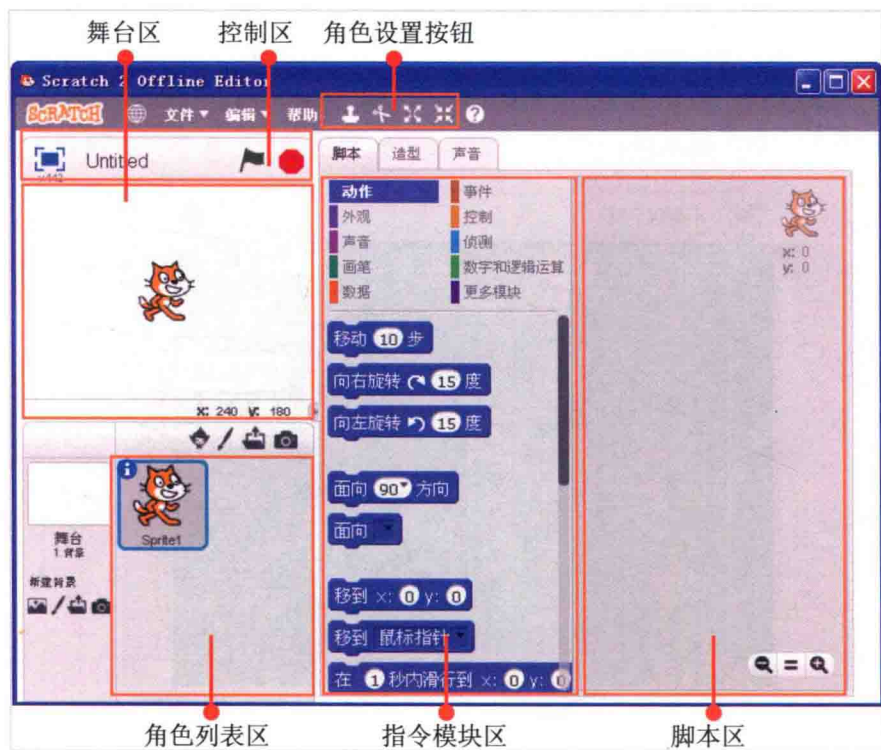 舞台区 控制区 角色设置按钮
Scratch 2 Offline Editor
SCRATCH 文件 编辑 帮助
Untitled
v442
脚本 造型 声音
动作 事件
外观 控制
声音 侦测
画笔 数字和逻辑运算
数据 更多模块
x: 0
y: 0
移动 10 步
向右旋转 15 度
向左旋转 15 度
面向 90 方向
面向
移到 x: 0 y: 0
移到 鼠标指针
在 1 秒内滑行到 x: 0 y: 0
x: 240 y: 180
舞台
1 背景
新建背景
Sprite1
角色列表区 指令模块区 脚本区